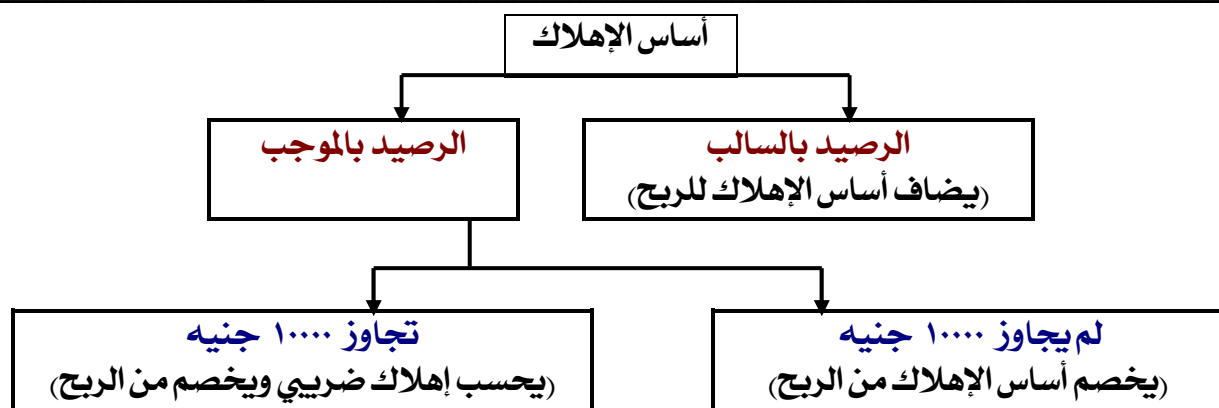 أساس الإهلاك
الرصيد بالسالب
(يضاف أساس الإهلاك للربح)
الرصيد بالموجب
لم يجاوز ١٠٠٠٠ جنيه
(يخصم أساس الإهلاك من الربح)
تجاوز ١٠٠٠٠ جنيه
(يحسب إهلاك ضريبي ويخصم من الربح)